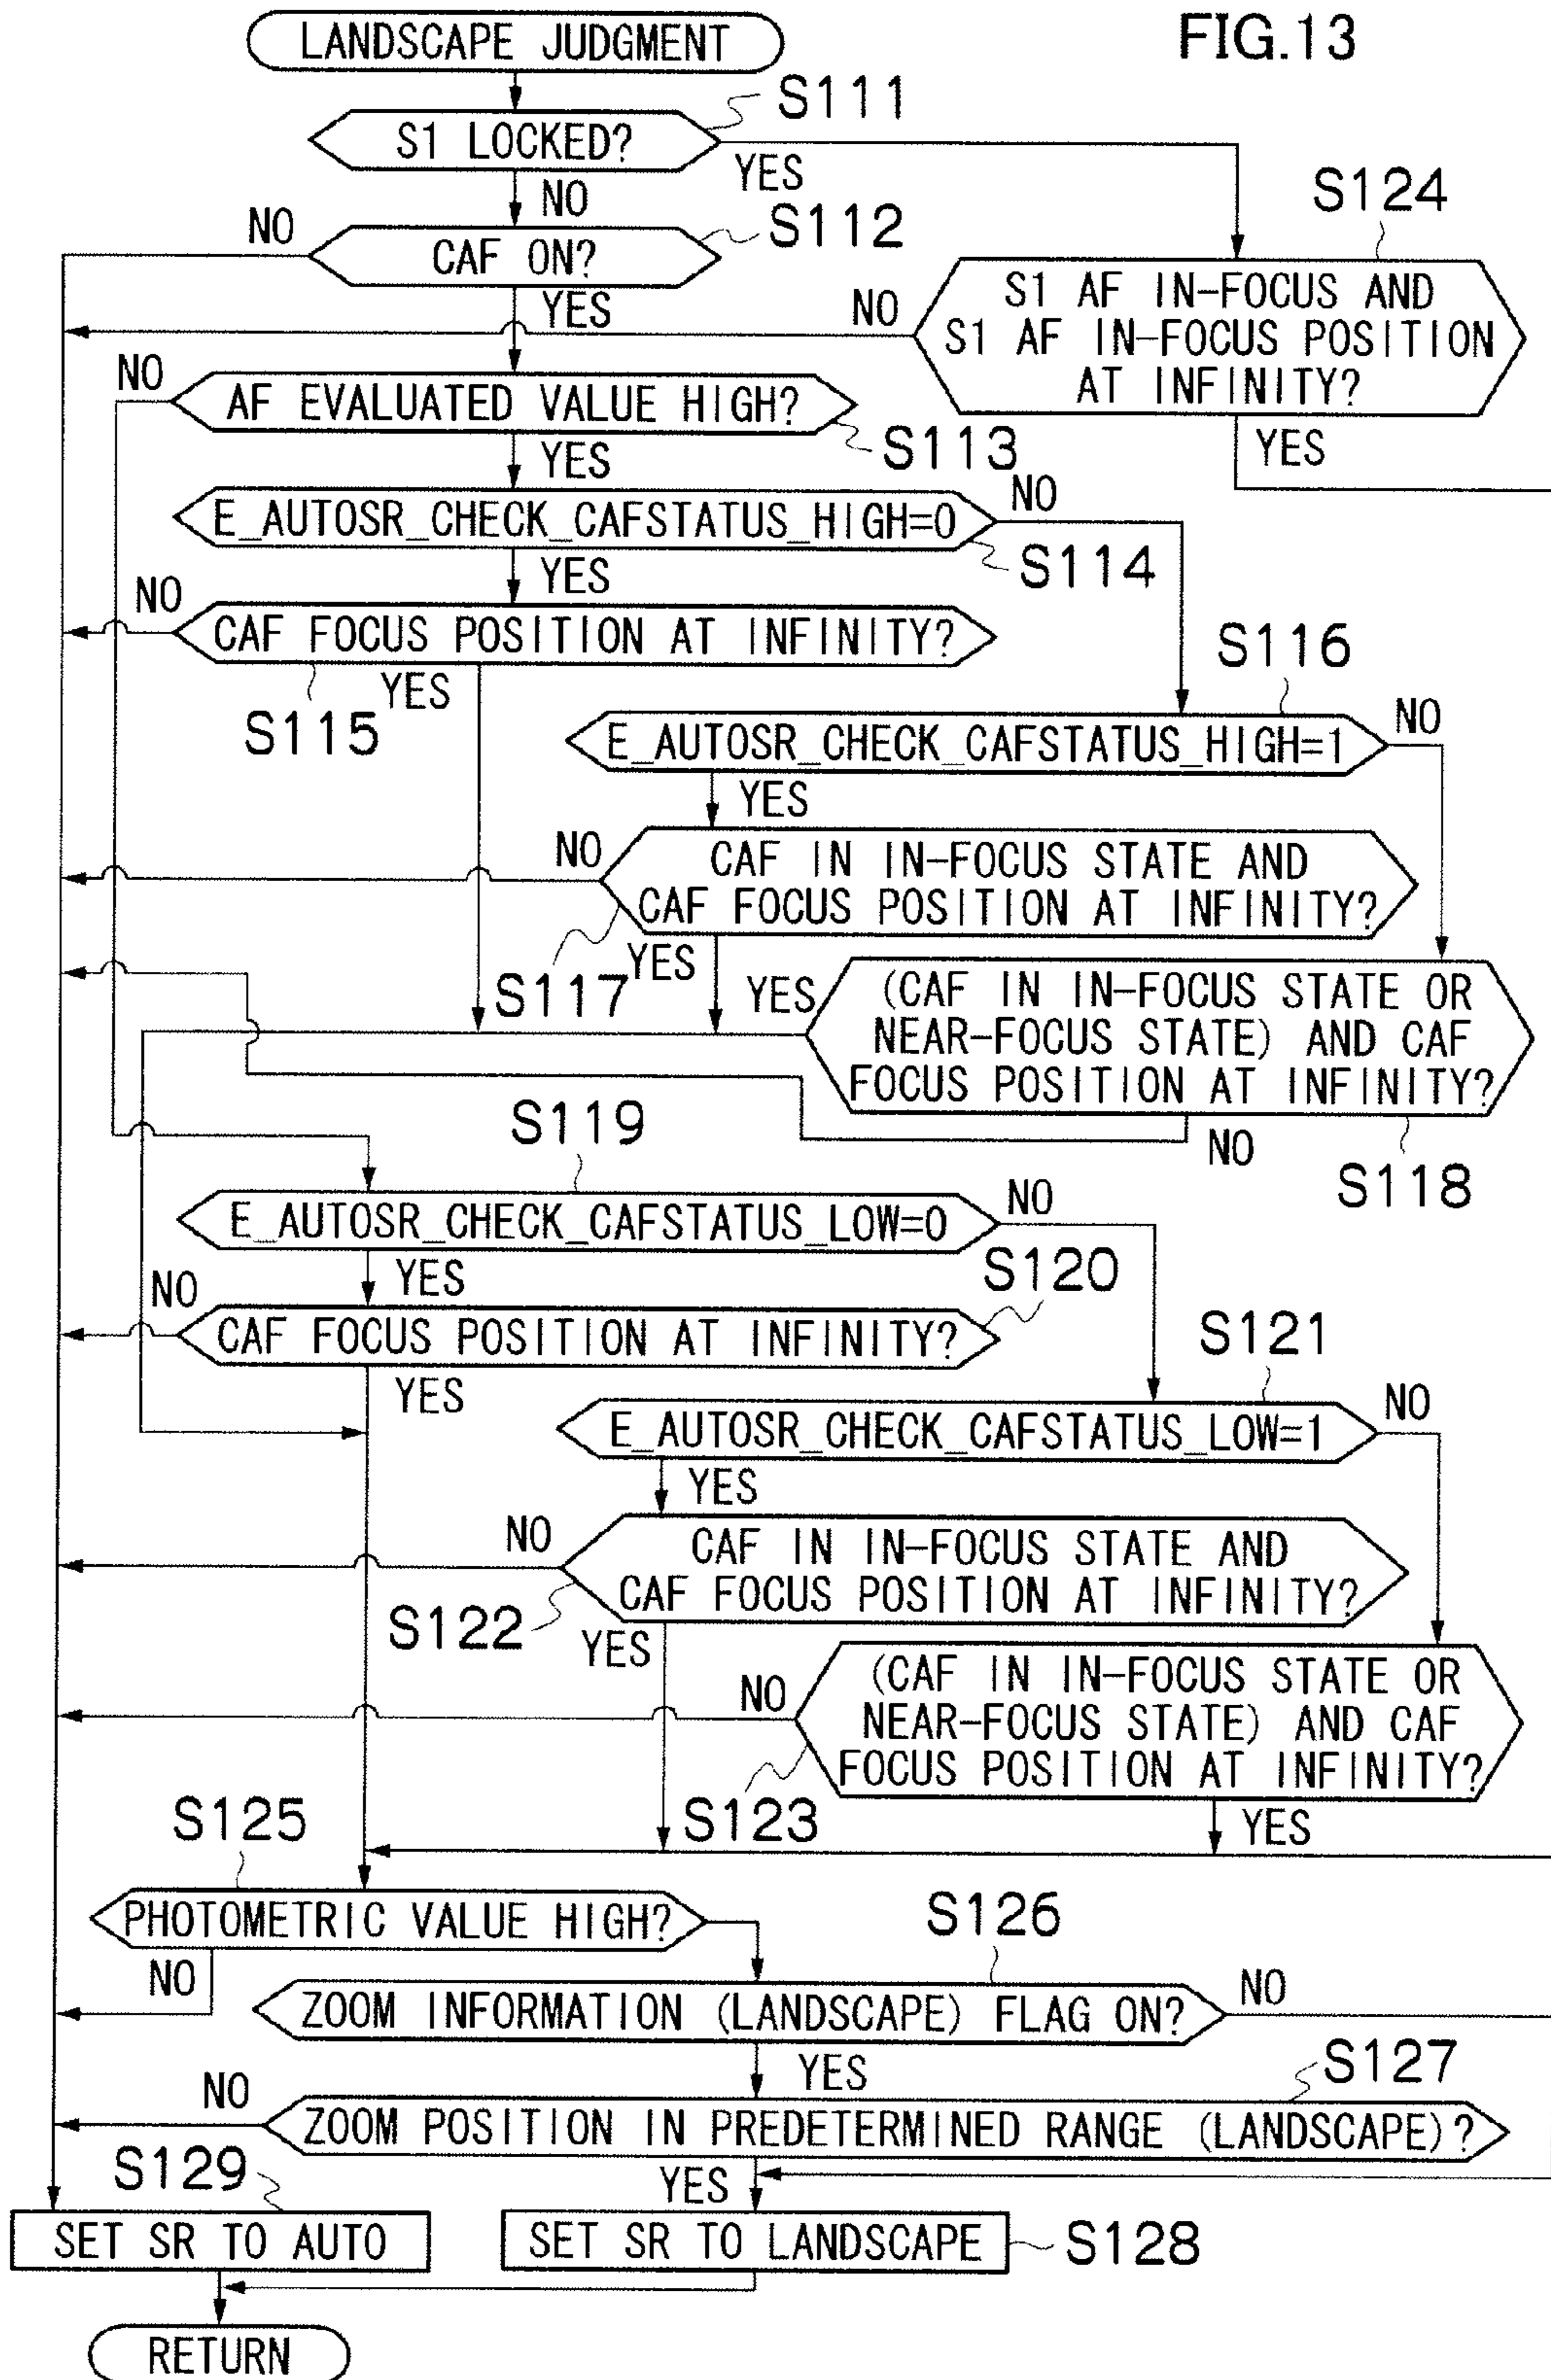 FIG.13
LANDSCAPE JUDGMENT
S111
S1 LOCKED?
YES
NO
S124
NO
S112
CAF ON?
YES
S1 AF IN-FOCUS AND
S1 AF IN-FOCUS POSITION
AT INFINITY?
NO
YES
NO
AF EVALUATED VALUE HIGH?
S113
YES
E_AUTOSR_CHECK_CAFSTATUS_HIGH=0
NO
S114
YES
NO
CAF FOCUS POSITION AT INFINITY?
S115
YES
S116
E_AUTOSR_CHECK_CAFSTATUS_HIGH=1
NO
YES
NO
CAF IN IN-FOCUS STATE AND
CAF FOCUS POSITION AT INFINITY?
S117
YES
YES
(CAF IN IN-FOCUS STATE OR
NEAR-FOCUS STATE) AND CAF
FOCUS POSITION AT INFINITY?
NO
S118
S119
E_AUTOSR_CHECK_CAFSTATUS_LOW=0
NO
YES
S120
NO
CAF FOCUS POSITION AT INFINITY?
YES
S121
E_AUTOSR_CHECK_CAFSTATUS_LOW=1
NO
YES
NO
CAF IN IN-FOCUS STATE AND
CAF FOCUS POSITION AT INFINITY?
S122
YES
NO
(CAF IN IN-FOCUS STATE OR
NEAR-FOCUS STATE) AND CAF
FOCUS POSITION AT INFINITY?
S123
YES
S125
PHOTOMETRIC VALUE HIGH?
NO
S126
ZOOM INFORMATION (LANDSCAPE) FLAG ON?
NO
YES
S127
NO
ZOOM POSITION IN PREDETERMINED RANGE (LANDSCAPE)?
YES
S129
SET SR TO AUTO
SET SR TO LANDSCAPE
S128
RETURN